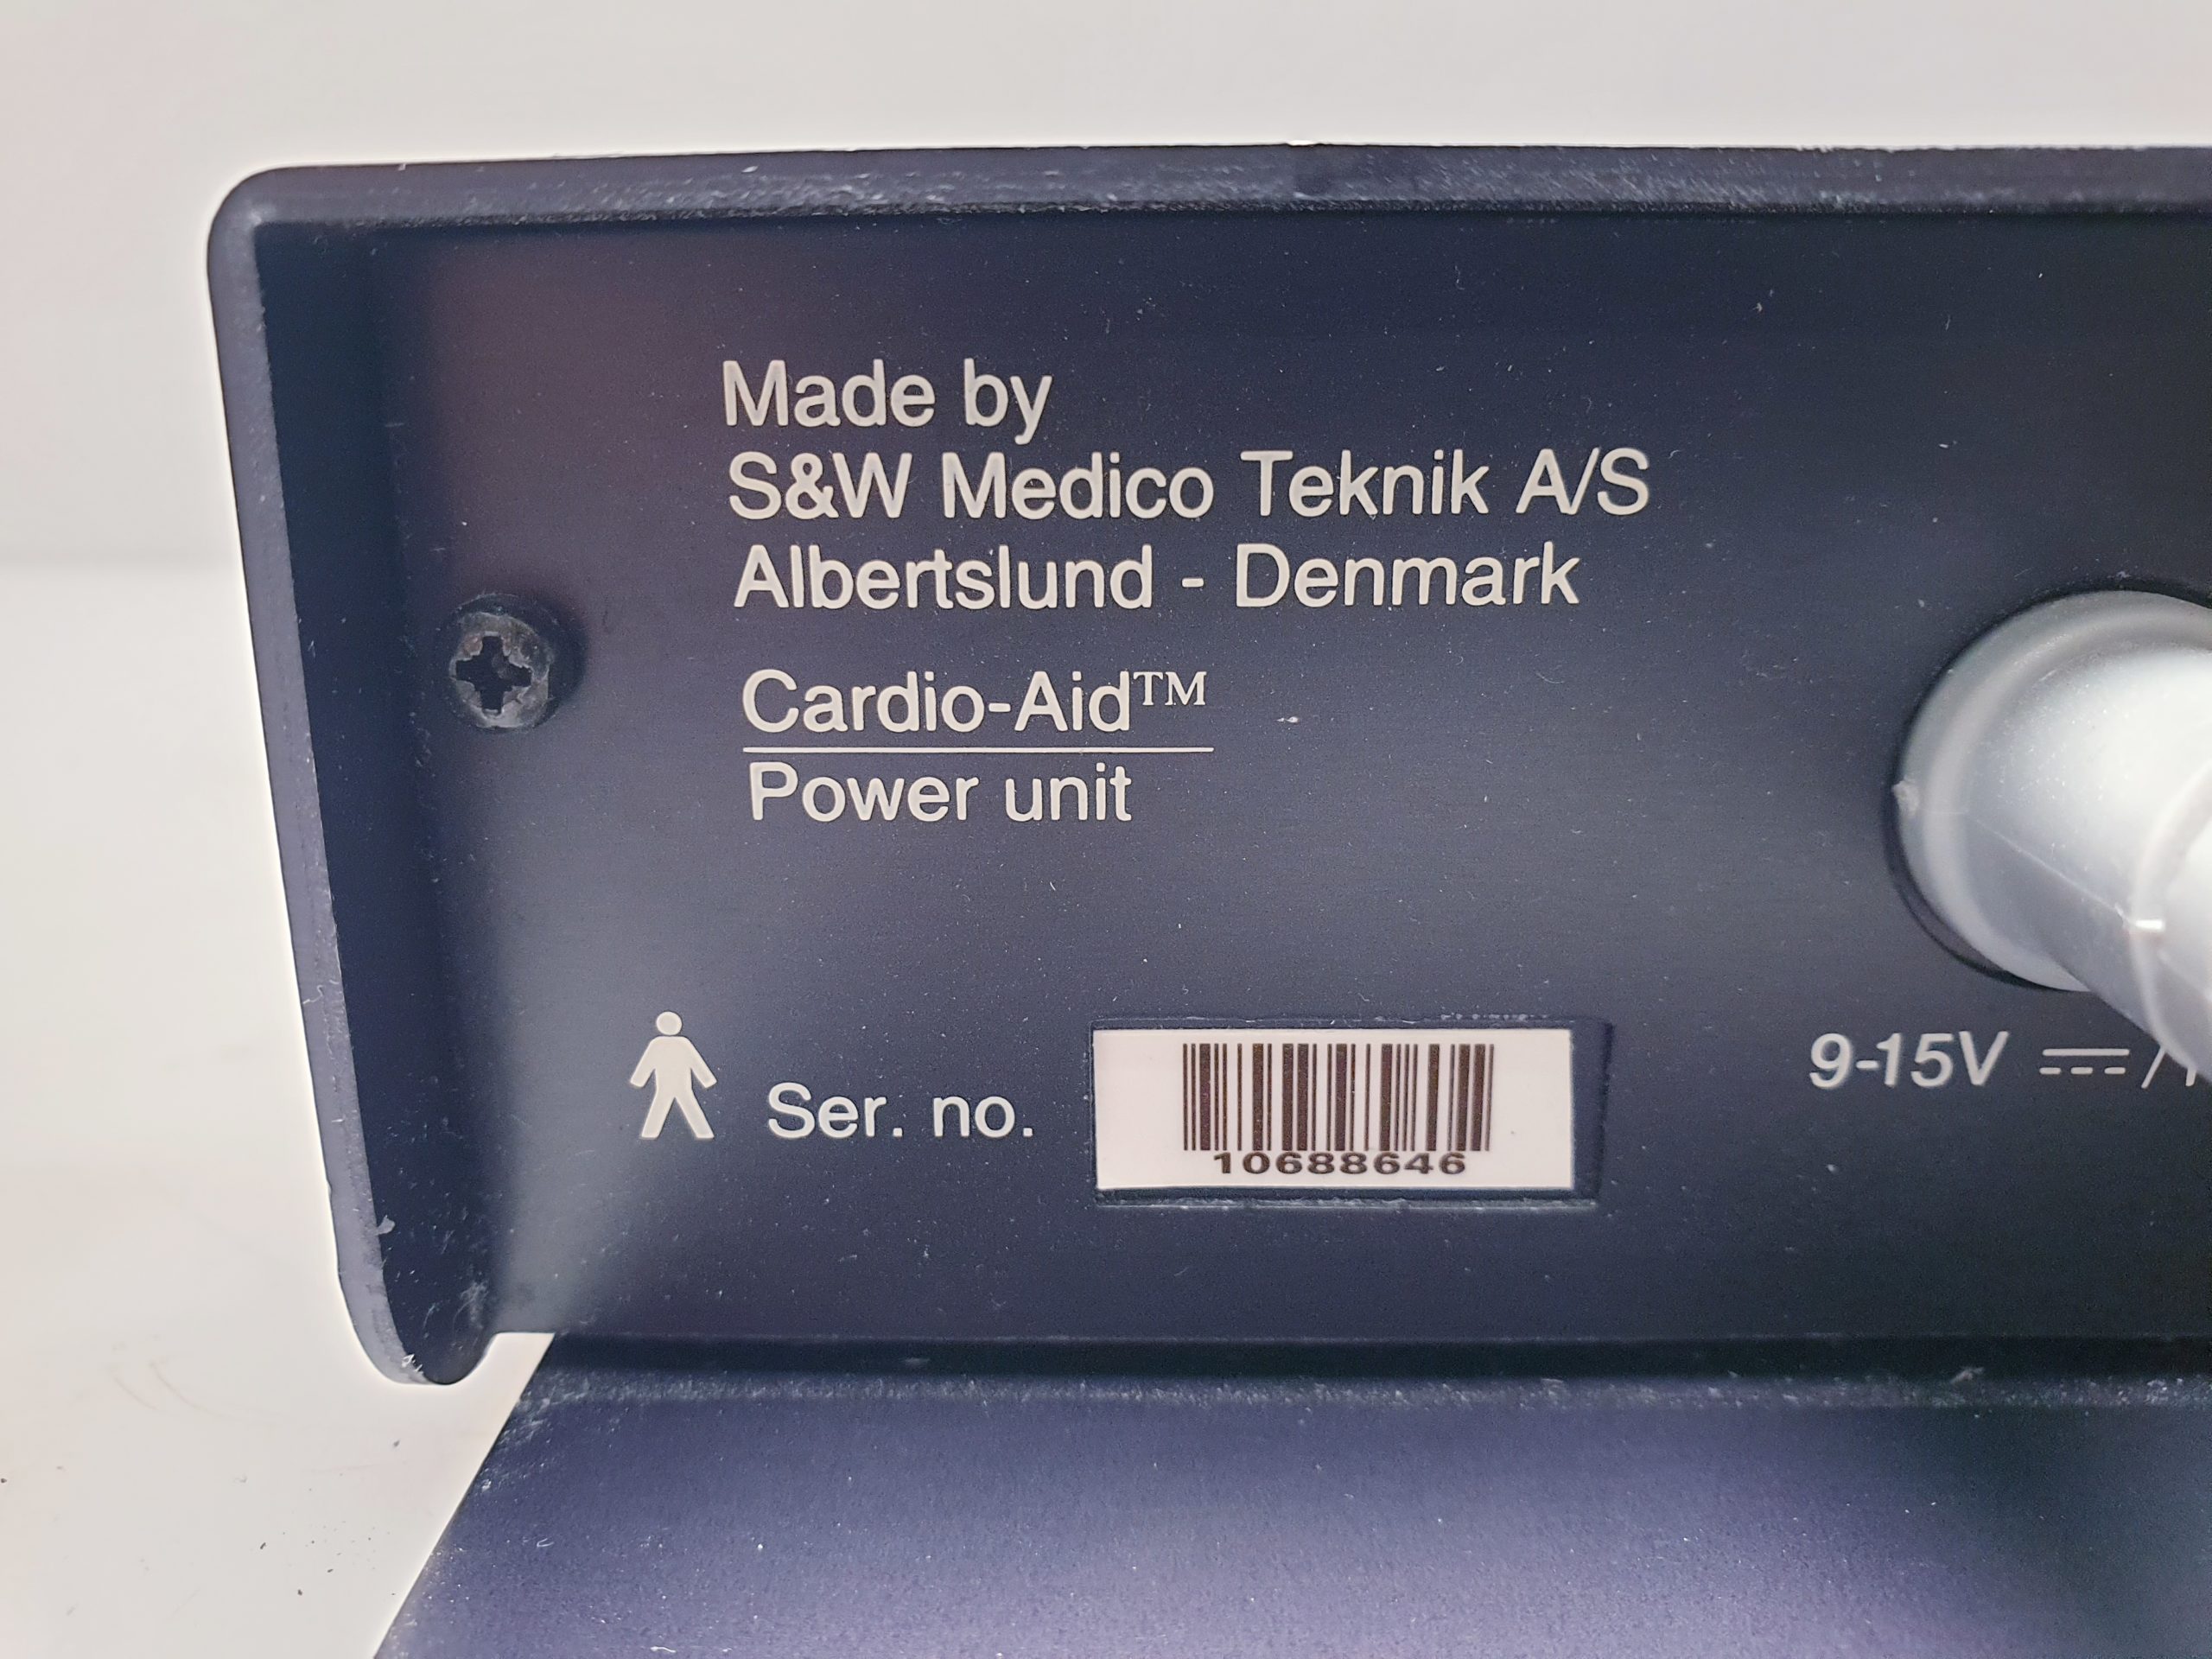 Made by
S&W Medico Teknik A/S
Albertslund - Denmark
Cardio-Aid™
Power unit
Ser. no.
10688646
9-15V ⎓/